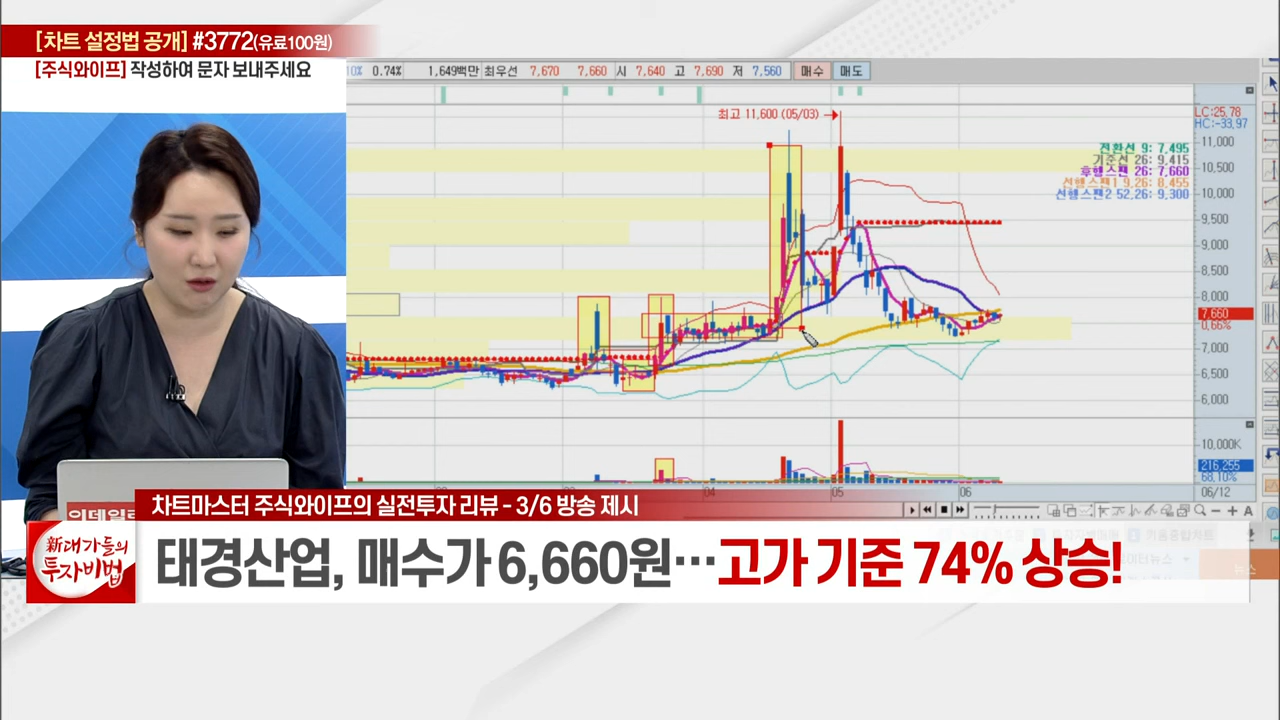 [차트 설정법 공개] #3772(유료100원)
[주식와이프] 작성하여 문자 보내주세요
0.74% 1,649백만 최우선 7,670 7,660 시 7,640 고 7,690 저 7,560 매수 매도
최고 11,600 (05/03)
LC:25.78
HC:-33.97
전환선 9: 7,495
기준선 26: 9,415
후행스팬 26: 7,660
선행스팬1 9,26: 8,455
선행스팬2 52,26: 9,300
11,000
10,500
10,000
9,500
9,000
8,500
8,000
7,660
0.66%
7,000
6,500
6,000
10,000K
216,255
68.10%
04 05 06 06/12
이데일리
차트마스터 주식와이프의 실전투자 리뷰 - 3/6 방송 제시
新대가들의
투자비법
태경산업, 매수가 6,660원…고가 기준 74% 상승!
뉴스